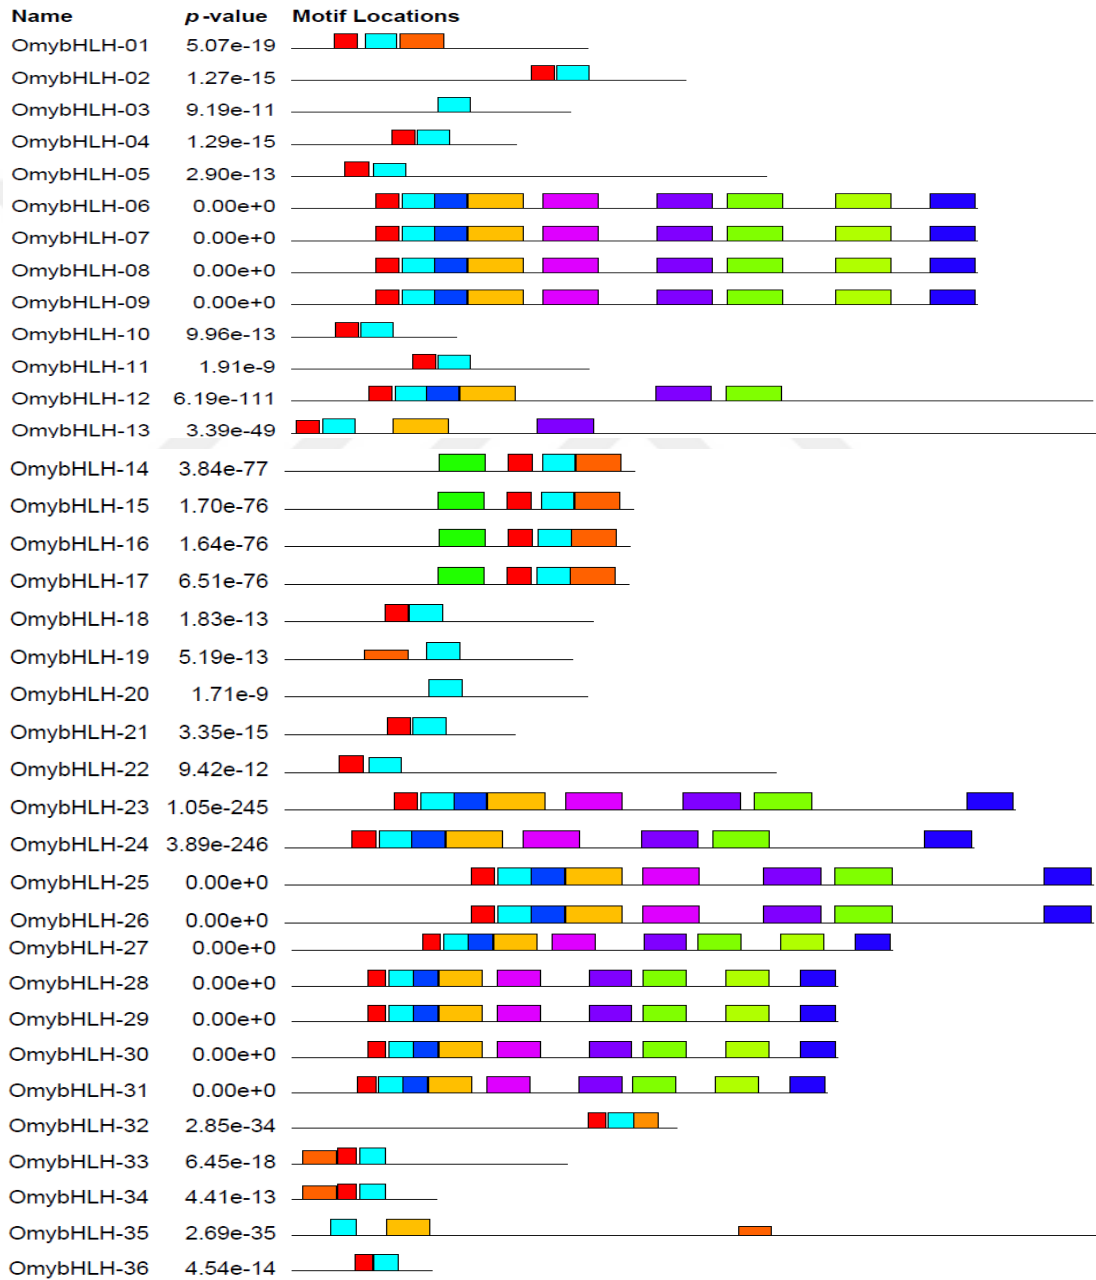 Name p-value Motif Locations
OmybHLH-01 5.07e-19
OmybHLH-02 1.27e-15
OmybHLH-03 9.19e-11
OmybHLH-04 1.29e-15
OmybHLH-05 2.90e-13
OmybHLH-06 0.00e+0
OmybHLH-07 0.00e+0
OmybHLH-08 0.00e+0
OmybHLH-09 0.00e+0
OmybHLH-10 9.96e-13
OmybHLH-11 1.91e-9
OmybHLH-12 6.19e-111
OmybHLH-13 3.39e-49
OmybHLH-14 3.84e-77
OmybHLH-15 1.70e-76
OmybHLH-16 1.64e-76
OmybHLH-17 6.51e-76
OmybHLH-18 1.83e-13
OmybHLH-19 5.19e-13
OmybHLH-20 1.71e-9
OmybHLH-21 3.35e-15
OmybHLH-22 9.42e-12
OmybHLH-23 1.05e-245
OmybHLH-24 3.89e-246
OmybHLH-25 0.00e+0
OmybHLH-26 0.00e+0
OmybHLH-27 0.00e+0
OmybHLH-28 0.00e+0
OmybHLH-29 0.00e+0
OmybHLH-30 0.00e+0
OmybHLH-31 0.00e+0
OmybHLH-32 2.85e-34
OmybHLH-33 6.45e-18
OmybHLH-34 4.41e-13
OmybHLH-35 2.69e-35
OmybHLH-36 4.54e-14